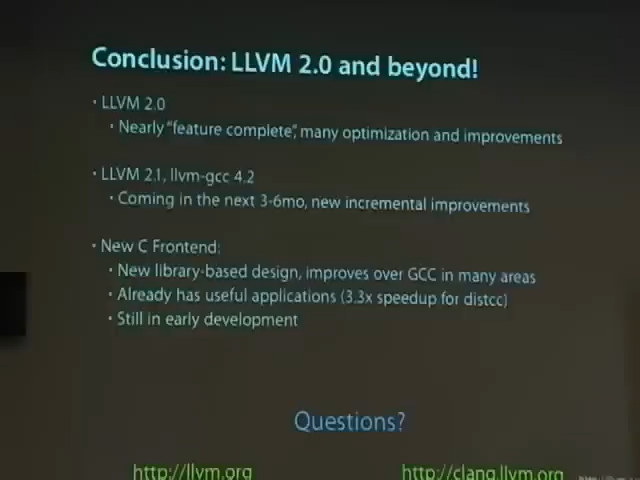 Conclusion: LLVM 2.0 and beyond!
• LLVM 2.0
• Nearly “feature complete”, many optimization and improvements
• LLVM 2.1, llvm-gcc 4.2
• Coming in the next 3-6mo, new incremental improvements
• New C Frontend:
• New library-based design, improves over GCC in many areas
• Already has useful applications (3.3x speedup for distcc)
• Still in early development
Questions?
http://llvm.org http://clang.llvm.org